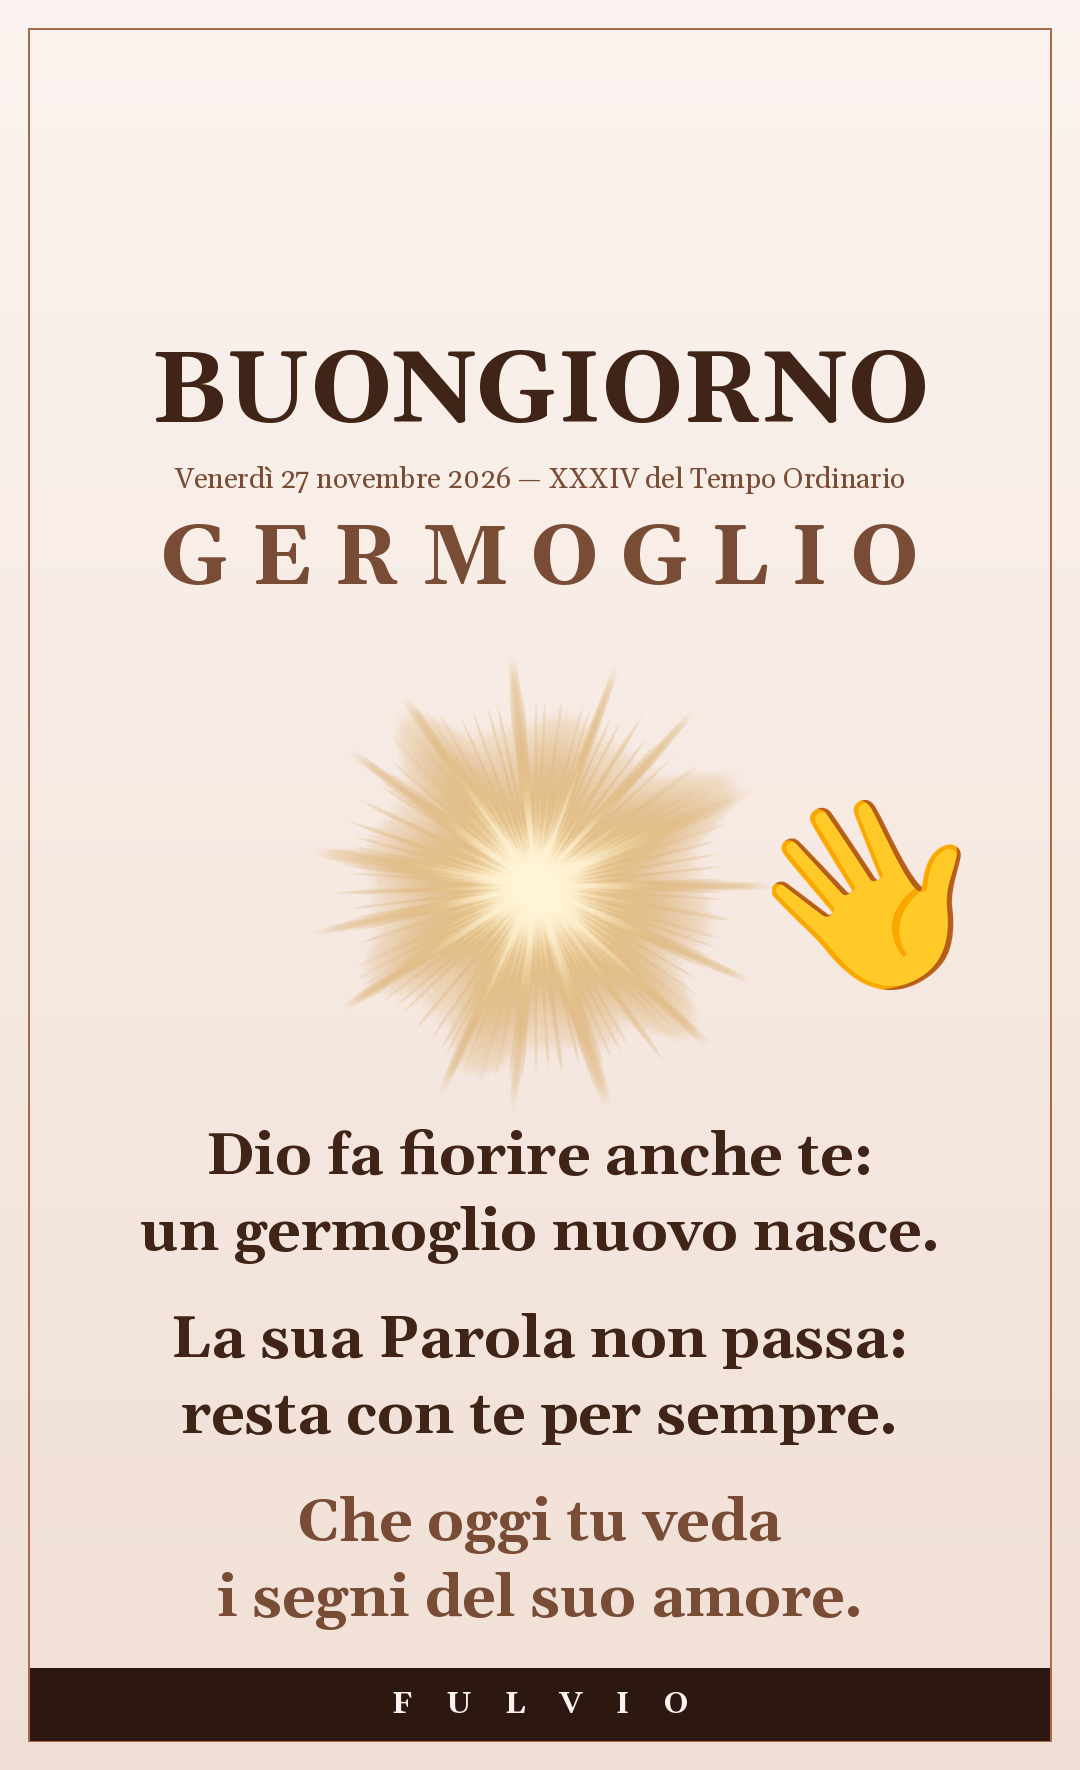 BUONGIORNO
Venerdì 27 novembre 2026 — XXXIV del Tempo Ordinario
GERMOGLIO
Dio fa fiorire anche te:
un germoglio nuovo nasce.
La sua Parola non passa:
resta con te per sempre.
Che oggi tu veda
i segni del suo amore.
FULVIO